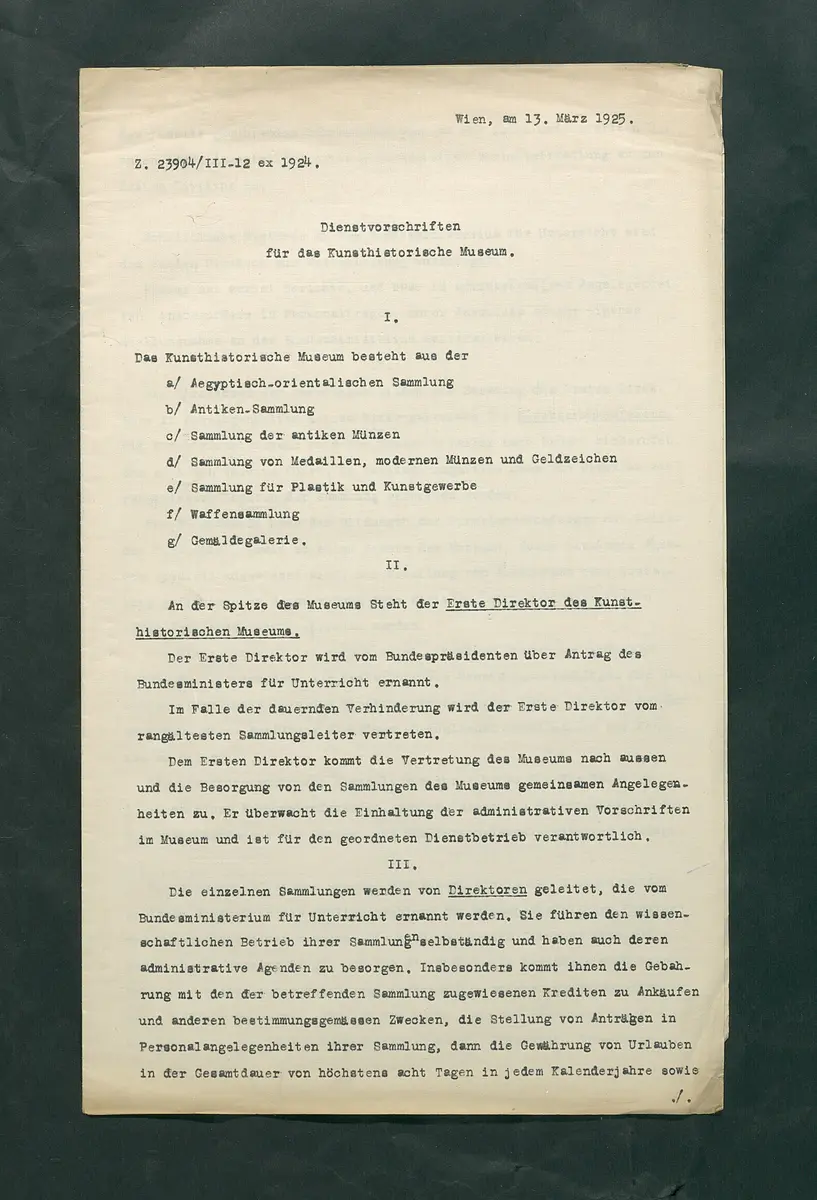 Wien, am 13. März 1925.
Z. 23904/III-12 ex 1924.
Dienstvorschriften
für das Kunsthistorische Museum.
I.
Das Kunsthistorische Museum besteht aus der
a/ Aegyptisch-orientalischen Sammlung
b/ Antiken-Sammlung
c/ Sammlung der antiken Münzen
d/ Sammlung von Medaillen, modernen Münzen und Geldzeichen
e/ Sammlung für Plastik und Kunstgewerbe
f/ Waffensammlung
g/ Gemäldegalerie.
II.
An der Spitze des Museums Steht der Erste Direktor des Kunst-
historischen Museums.
Der Erste Direktor wird vom Bundespräsidenten über Antrag des
Bundesministers für Unterricht ernannt.
Im Falle der dauernden Verhinderung wird der Erste Direktor vom
rangältesten Sammlungsleiter vertreten.
Dem Ersten Direktor kommt die Vertretung des Museums nach aussen
und die Besorgung von den Sammlungen des Museums gemeinsamen Angelegen-
heiten zu. Er überwacht die Einhaltung der administrativen Vorschriften
im Museum und ist für den geordneten Dienstbetrieb verantwortlich.
III.
Die einzelnen Sammlungen werden von Direktoren geleitet, die vom
Bundesministerium für Unterricht ernannt werden. Sie führen den wissen-
schaftlichen Betrieb ihrer Sammlungen selbständig und haben auch deren
administrative Agenden zu besorgen. Insbesonders kommt ihnen die Gebah-
rung mit den der betreffenden Sammlung zugewiesenen Krediten zu Ankäufen
und anderen bestimmungsgemässen Zwecken, die Stellung von Anträgen in
Personalangelegenheiten ihrer Sammlung, dann die Gewährung von Urlauben
in der Gesamtdauer von höchstens acht Tagen in jedem Kalenderjahre sowie
./.